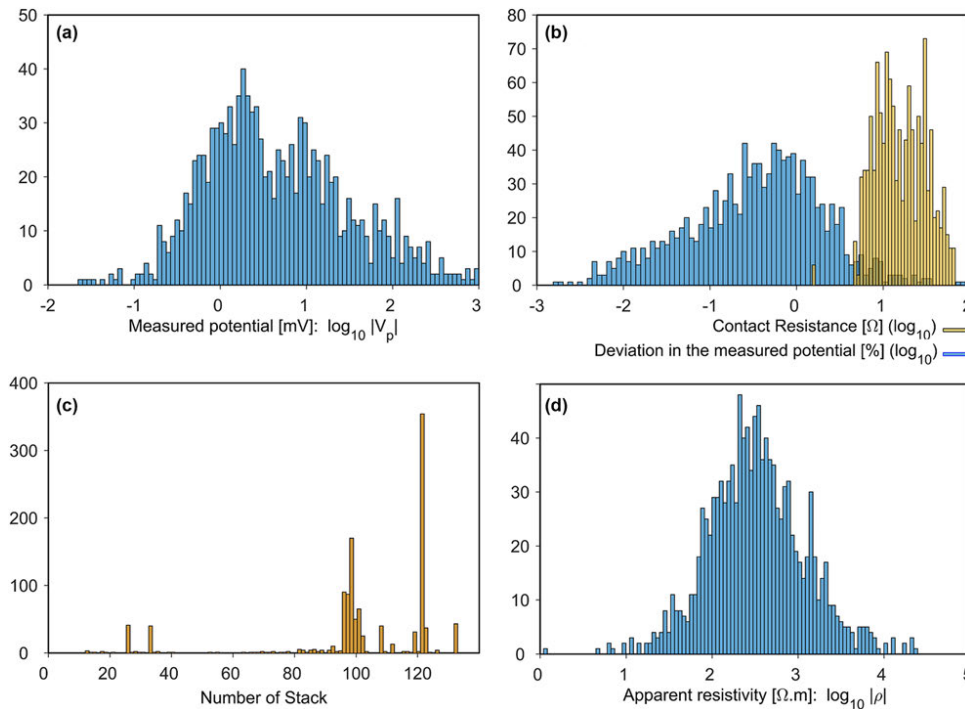 50
40
30
20
10
0
(a)
-2 -1 0 1 2 3
Measured potential [mV]: log10 |Vp|
80
70
60
50
40
30
20
10
0
(b)
-3 -2 -1 0 1 2
Contact Resistance [Ω] (log10)
Deviation in the measured potential [%] (log10)
400
300
200
100
0
(c)
0 20 40 60 80 100 120
Number of Stack
40
30
20
10
0
(d)
0 1 2 3 4 5
Apparent resistivity [Ω.m]: log10 |ρ|